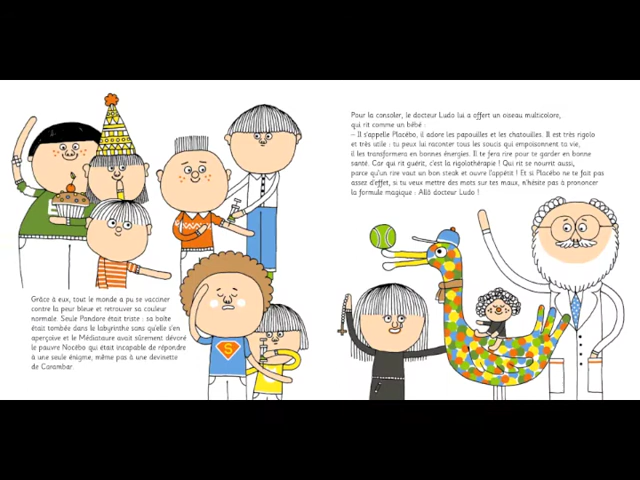 Grâce à eux, tout le monde a pu se vacciner
contre la peur bleue et retrouver sa couleur
normale. Seule Pandore était triste : sa boîte
était tombée dans le labyrinthe sans qu'elle s'en
aperçoive et le Médiataure avait sûrement dévoré
le pauvre Nocébo qui était incapable de répondre
à une seule énigme, même pas à une devinette
de Carambar.
S
Pour la consoler, le docteur Ludo lui a offert un oiseau multicolore,
qui rit comme un bébé :
– Il s'appelle Placébo, il adore les papouilles et les chatouilles. Il est très rigolo
et très utile : tu peux lui raconter tous les soucis qui empoisonnent ta vie,
il les transformera en bonnes énergies. Il te fera rire pour te garder en bonne
santé. Car qui rit guérit, c'est la rigolothérapie ! Qui rit se nourrit aussi,
parce qu'un rire vaut un bon steak et ouvre l'appétit ! Et si Placébo ne te fait pas
assez d'effet, si tu veux mettre des mots sur tes maux, n'hésite pas à prononcer
la formule magique : Allô docteur Ludo !